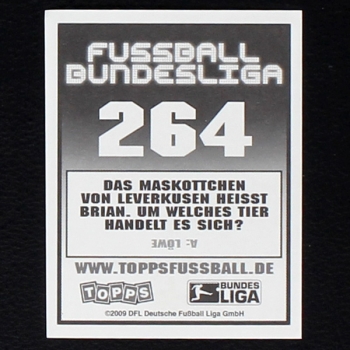 FUSSBALL
BUNDESLIGA
264
DAS MASKOTTCHEN
VON LEVERKUSEN HEISST
BRIAN. UM WELCHES TIER
HANDELT ES SICH?
A: LÖWE
WWW.TOPPSFUSSBALL.DE
TOPPS
BUNDES
LIGA
©2009 DFL Deutsche Fußball Liga GmbH